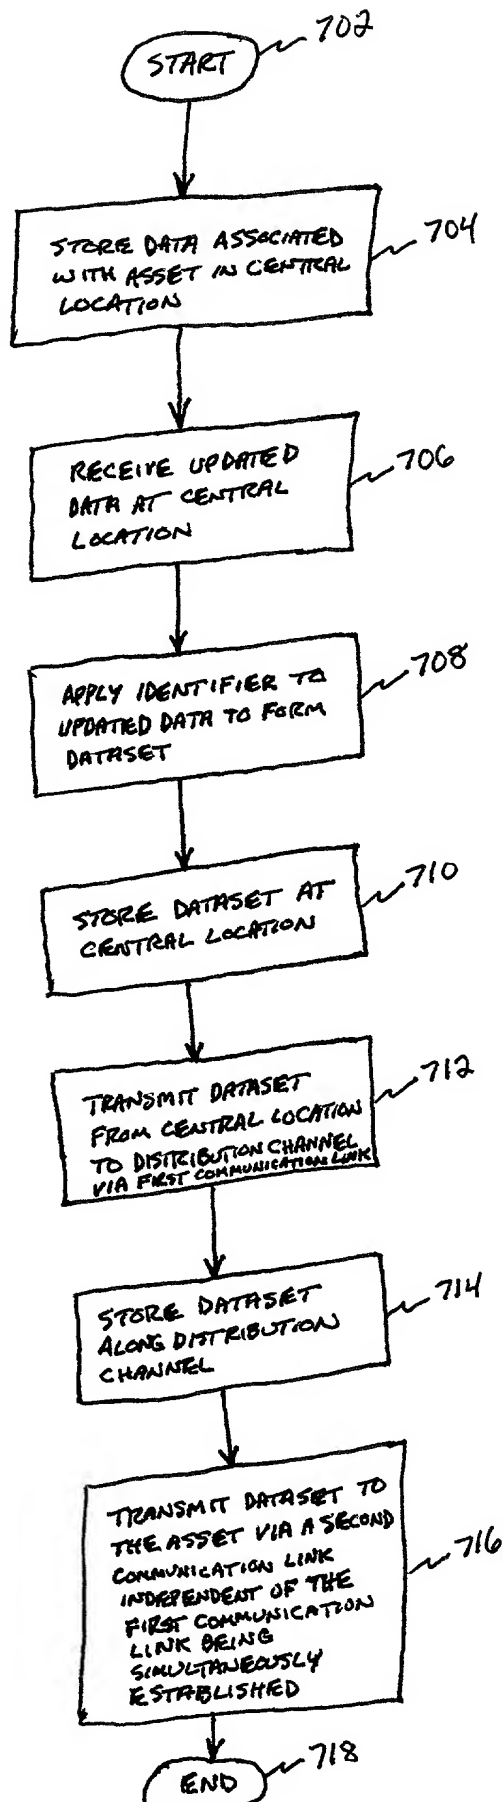 702
START
STORE DATA ASSOCIATED
WITH ASSET IN CENTRAL
LOCATION
704
RECEIVE UPDATED
DATA AT CENTRAL
LOCATION
706
APPLY IDENTIFIER TO
UPDATED DATA TO FORM
DATASET
708
STORE DATASET AT
CENTRAL LOCATION
710
TRANSMIT DATASET
FROM CENTRAL LOCATION
TO DISTRIBUTION CHANNEL
VIA FIRST COMMUNICATION LINK
712
STORE DATASET
ALONG DISTRIBUTION
CHANNEL
714
TRANSMIT DATASET TO
THE ASSET VIA A SECOND
COMMUNICATION LINK
INDEPENDENT OF THE
FIRST COMMUNICATION
LINK BEING
SIMULTANEOUSLY
ESTABLISHED
716
718
END